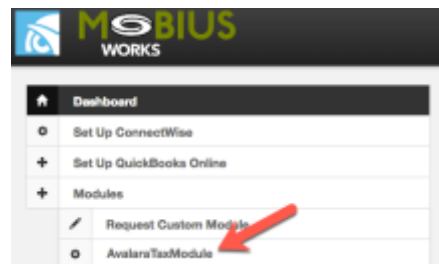 MOBIUS
WORKS
Dashboard
Set Up ConnectWise
Set Up QuickBooks Online
Modules
Request Custom Module
AvalaraTaxModule